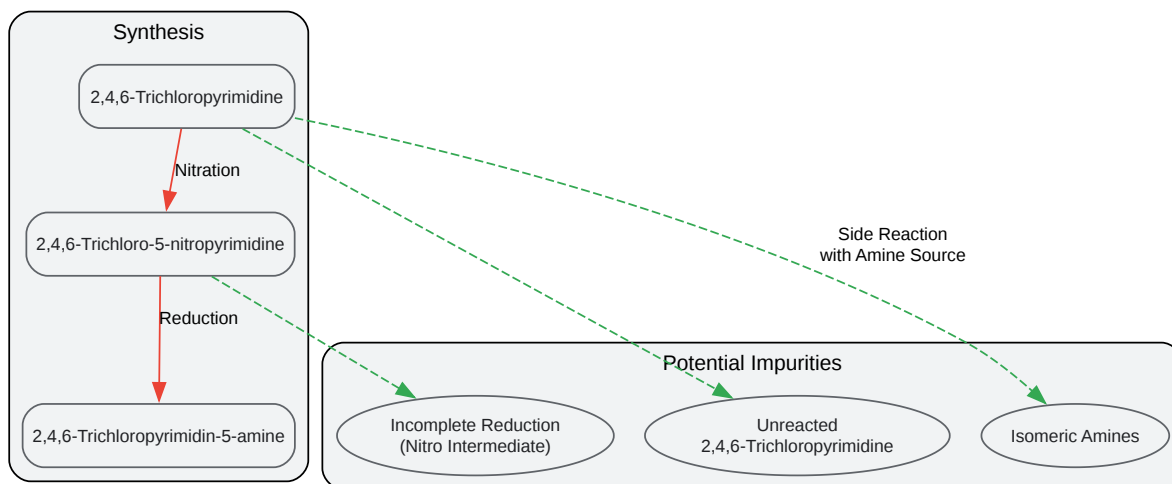 Synthesis
2,4,6-Trichloropyrimidine
Nitration
2,4,6-Trichloro-5-nitropyrimidine
Side Reaction
with Amine Source
Reduction
Potential Impurities
2,4,6-Trichloropyrimidin-5-amine
Incomplete Reduction
(Nitro Intermediate)
Unreacted
2,4,6-Trichloropyrimidine
Isomeric Amines